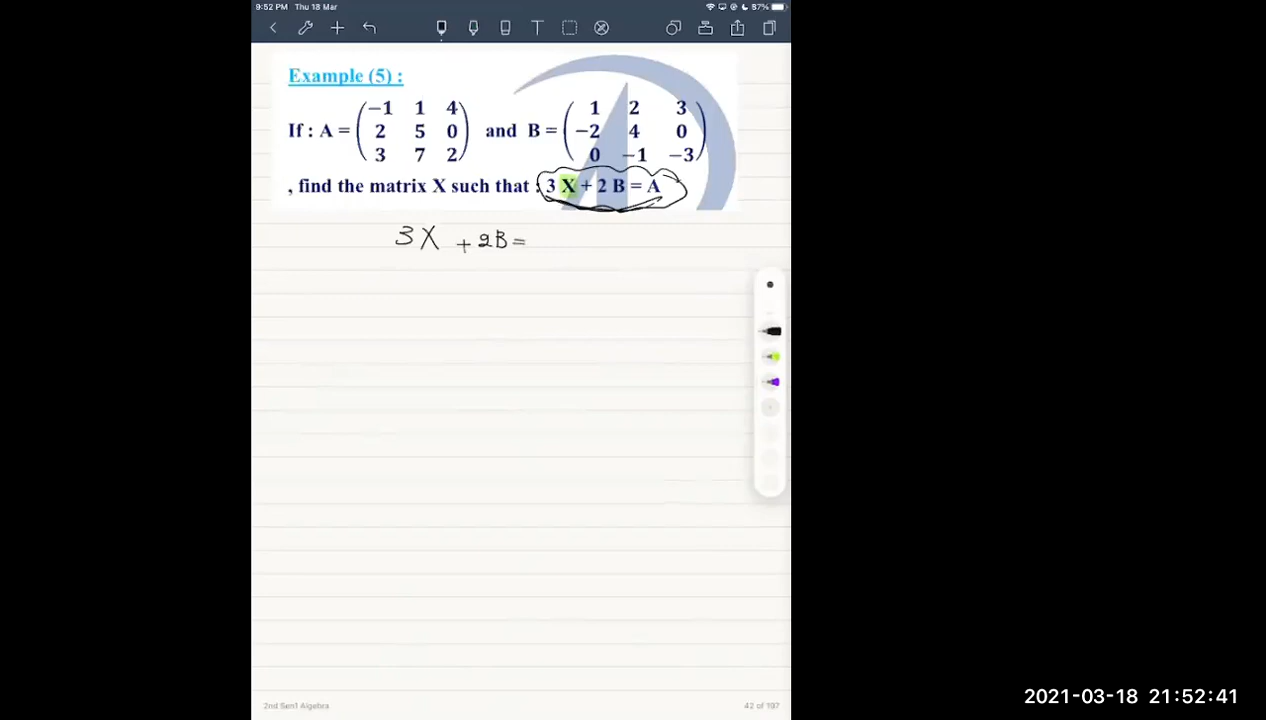 9:52 PM Thu 18 Mar
87%
Example (5) :
If : A = (−1 1 4
2 5 0
3 7 2) and B = (1 2 3
−2 4 0
0 −1 −3)
, find the matrix X such that : 3 X + 2 B = A
3X + 2B =
2nd Sen1 Algebra
42 of 197
2021-03-18 21:52:41